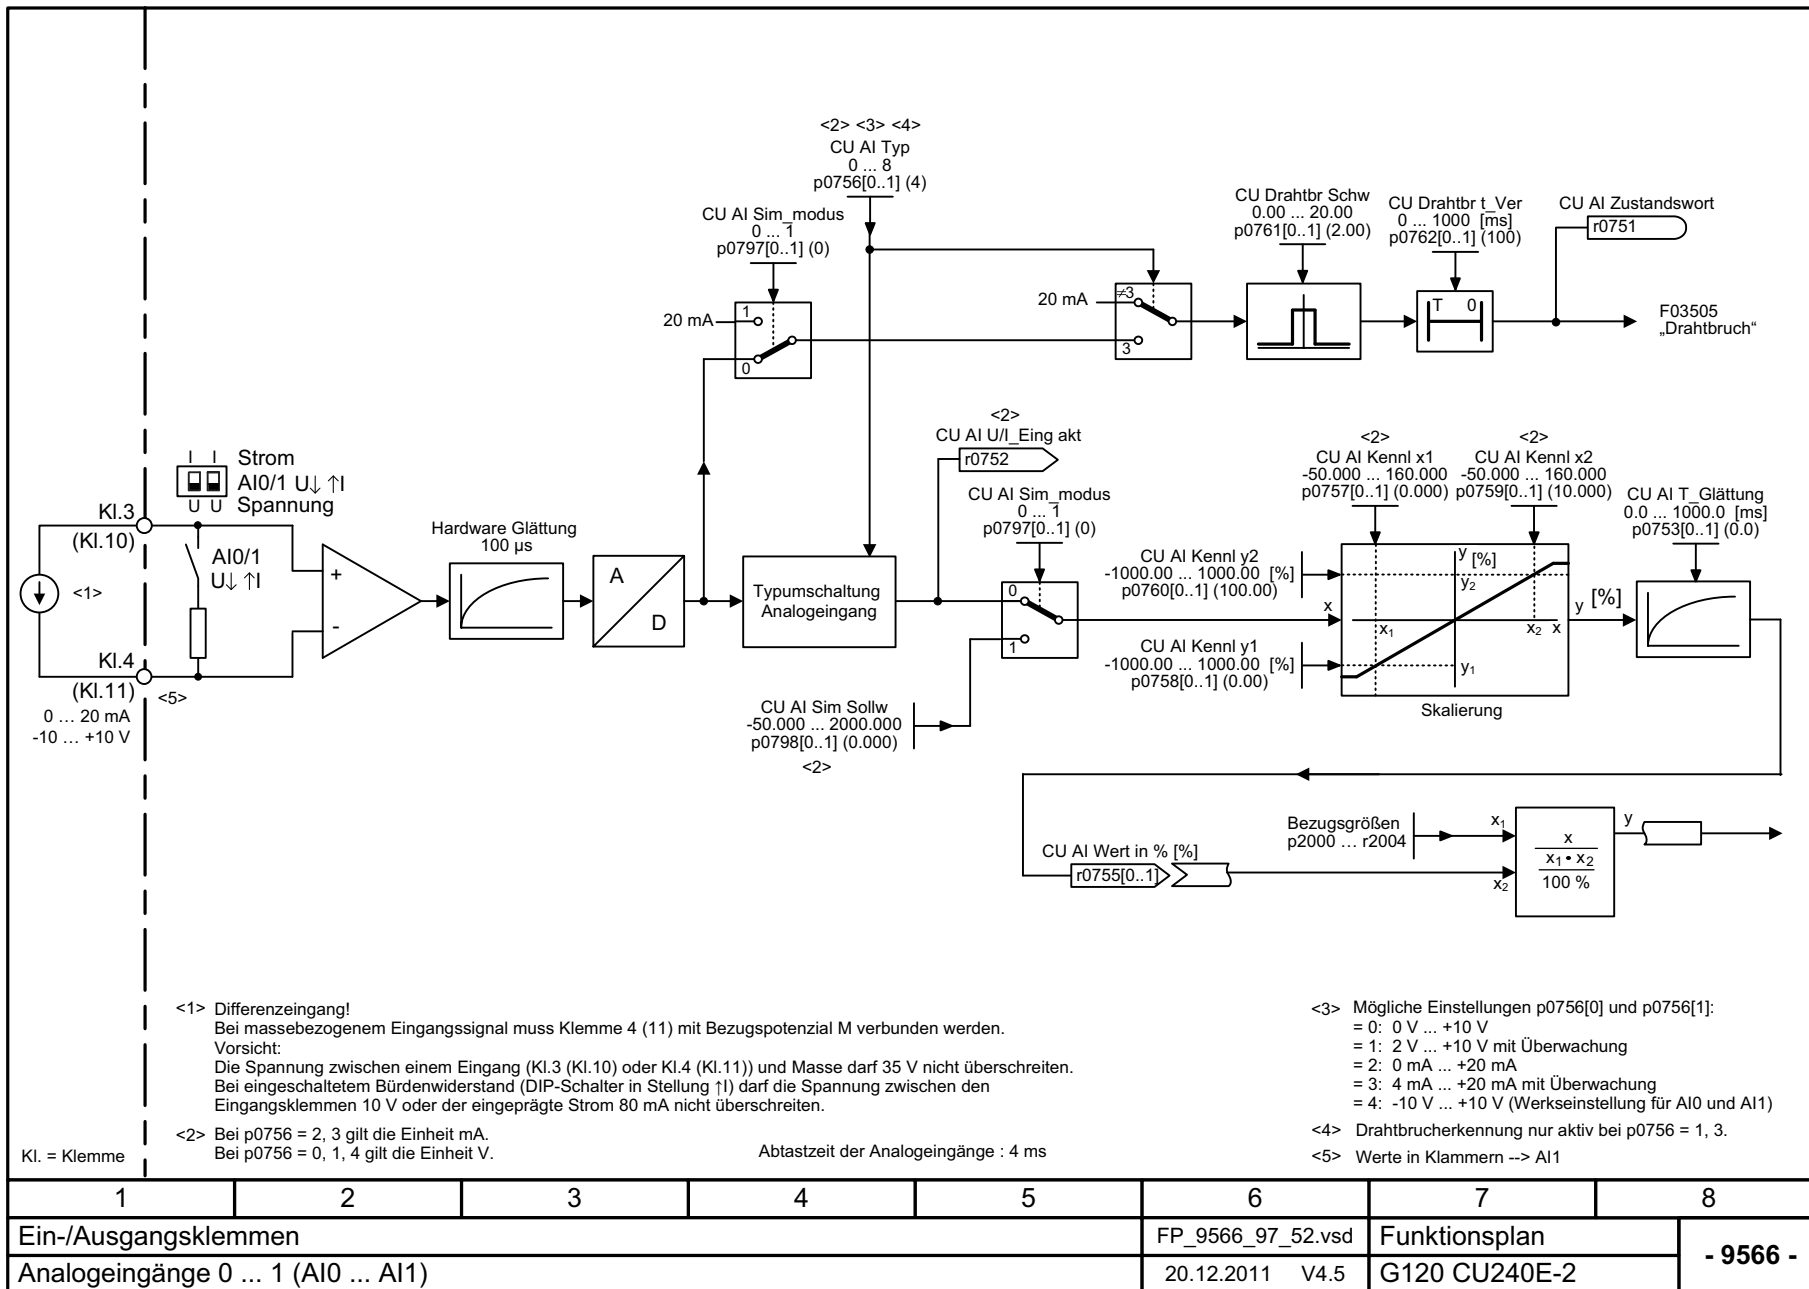 <2> <3> <4>
CU AI Typ
0 ... 8
p0756[0..1] (4)
CU AI Sim_modus
0 ... 1
p0797[0..1] (0)
20 mA
1
0
20 mA
≠3
3
CU Drahtbr Schw
0.00 ... 20.00
p0761[0..1] (2.00)
CU Drahtbr t_Ver
0 ... 1000 [ms]
p0762[0..1] (100)
T 0
CU AI Zustandswort
r0751
F03505
„Drahtbruch“
I I
Strom
AI0/1 U↓ ↑I
U U Spannung
Kl.3
(Kl.10)
<1>
AI0/1
U↓ ↑I
Kl.4
(Kl.11)
<5>
0 ... 20 mA
-10 ... +10 V
+
-
Hardware Glättung
100 µs
A
D
Typumschaltung
Analogeingang
<2>
CU AI U/I_Eing akt
r0752
CU AI Sim_modus
0 ... 1
p0797[0..1] (0)
0
1
CU AI Sim Sollw
-50.000 ... 2000.000
p0798[0..1] (0.000)
<2>
<2>
CU AI Kennl x1
-50.000 ... 160.000
p0757[0..1] (0.000)
<2>
CU AI Kennl x2
-50.000 ... 160.000
p0759[0..1] (10.000)
CU AI Kennl y2
-1000.00 ... 1000.00 [%]
p0760[0..1] (100.00)
x
CU AI Kennl y1
-1000.00 ... 1000.00 [%]
p0758[0..1] (0.00)
y [%]
y2
x1
x2 x
y1
Skalierung
y [%]
CU AI T_Glättung
0.0 ... 1000.0 [ms]
p0753[0..1] (0.0)
CU AI Wert in % [%]
r0755[0..1]
Bezugsgrößen
p2000 ... r2004
x1
x2
x
x1 • x2
100 %
y
<1> Differenzeingang!
Bei massebezogenem Eingangssignal muss Klemme 4 (11) mit Bezugspotenzial M verbunden werden.
Vorsicht:
Die Spannung zwischen einem Eingang (Kl.3 (Kl.10) oder Kl.4 (Kl.11)) und Masse darf 35 V nicht überschreiten.
Bei eingeschaltetem Bürdenwiderstand (DIP-Schalter in Stellung ↑I) darf die Spannung zwischen den
Eingangsklemmen 10 V oder der eingeprägte Strom 80 mA nicht überschreiten.
<2> Bei p0756 = 2, 3 gilt die Einheit mA.
Bei p0756 = 0, 1, 4 gilt die Einheit V.
Abtastzeit der Analogeingänge : 4 ms
Kl. = Klemme
<3> Mögliche Einstellungen p0756[0] und p0756[1]:
= 0: 0 V ... +10 V
= 1: 2 V ... +10 V mit Überwachung
= 2: 0 mA ... +20 mA
= 3: 4 mA ... +20 mA mit Überwachung
= 4: -10 V ... +10 V (Werkseinstellung für AI0 und AI1)
<4> Drahtbrucherkennung nur aktiv bei p0756 = 1, 3.
<5> Werte in Klammern --> AI1
1 2 3 4 5 6 7 8
Ein-/Ausgangsklemmen
FP_9566_97_52.vsd
Funktionsplan
- 9566 -
Analogeingänge 0 ... 1 (AI0 ... AI1)
20.12.2011 V4.5
G120 CU240E-2